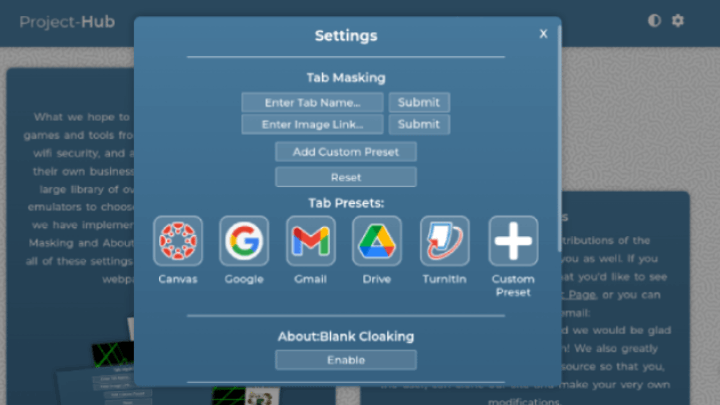 Project-Hub
Settings
X
Tab Masking
Enter Tab Name...
Submit
Enter Image Link...
Submit
Add Custom Preset
Reset
Tab Presets:
Canvas
Google
Gmail
Drive
TurnitIn
Custom
Preset
About:Blank Cloaking
Enable
What we hope to
games and tools fro
wifi security, and a
their own business
large library of ov
emulators to choos
we have implemen
Masking and About
all of these settings
webpa
s
tributions of the
you as well. If you
at you'd like to see
t Page, or you can
email:
d we would be glad
n! We also greatly
source so that you,
make your very own
modifications.